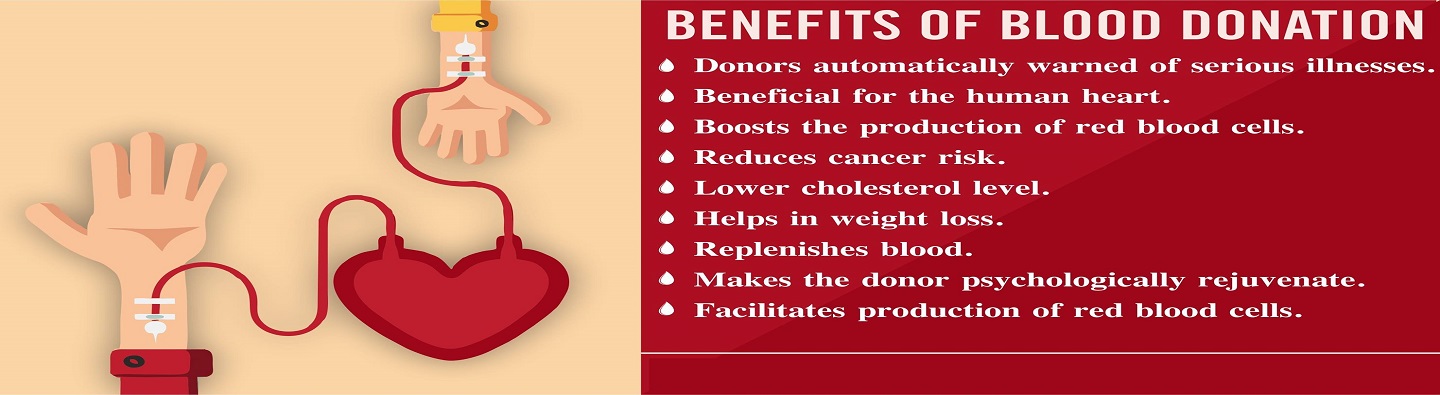 BENEFITS OF BLOOD DONATION
Donors automatically warned of serious illnesses.
Beneficial for the human heart.
Boosts the production of red blood cells.
Reduces cancer risk.
Lower cholesterol level.
Helps in weight loss.
Replenishes blood.
Makes the donor psychologically rejuvenate.
Facilitates production of red blood cells.